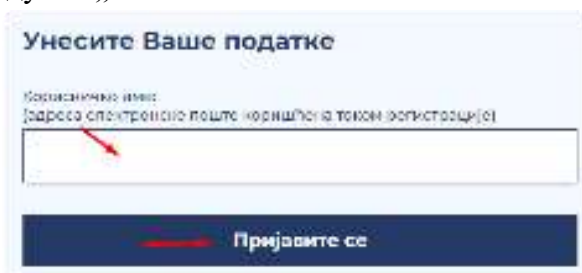 Унесите Ваше податке
Корисничко име:
(адреса електронске поште коришћена током регистрације)
Пријавите се